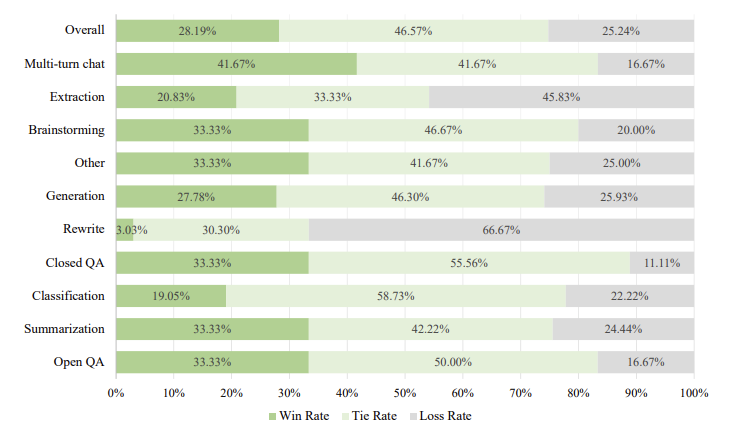 Overall 28.19% 46.57% 25.24%
Multi-turn chat 41.67% 41.67% 16.67%
Extraction 20.83% 33.33% 45.83%
Brainstorming 33.33% 46.67% 20.00%
Other 33.33% 41.67% 25.00%
Generation 27.78% 46.30% 25.93%
Rewrite 3.03% 30.30% 66.67%
Closed QA 33.33% 55.56% 11.11%
Classification 19.05% 58.73% 22.22%
Summarization 33.33% 42.22% 24.44%
Open QA 33.33% 50.00% 16.67%
0% 10% 20% 30% 40% 50% 60% 70% 80% 90% 100%
Win Rate Tie Rate Loss Rate